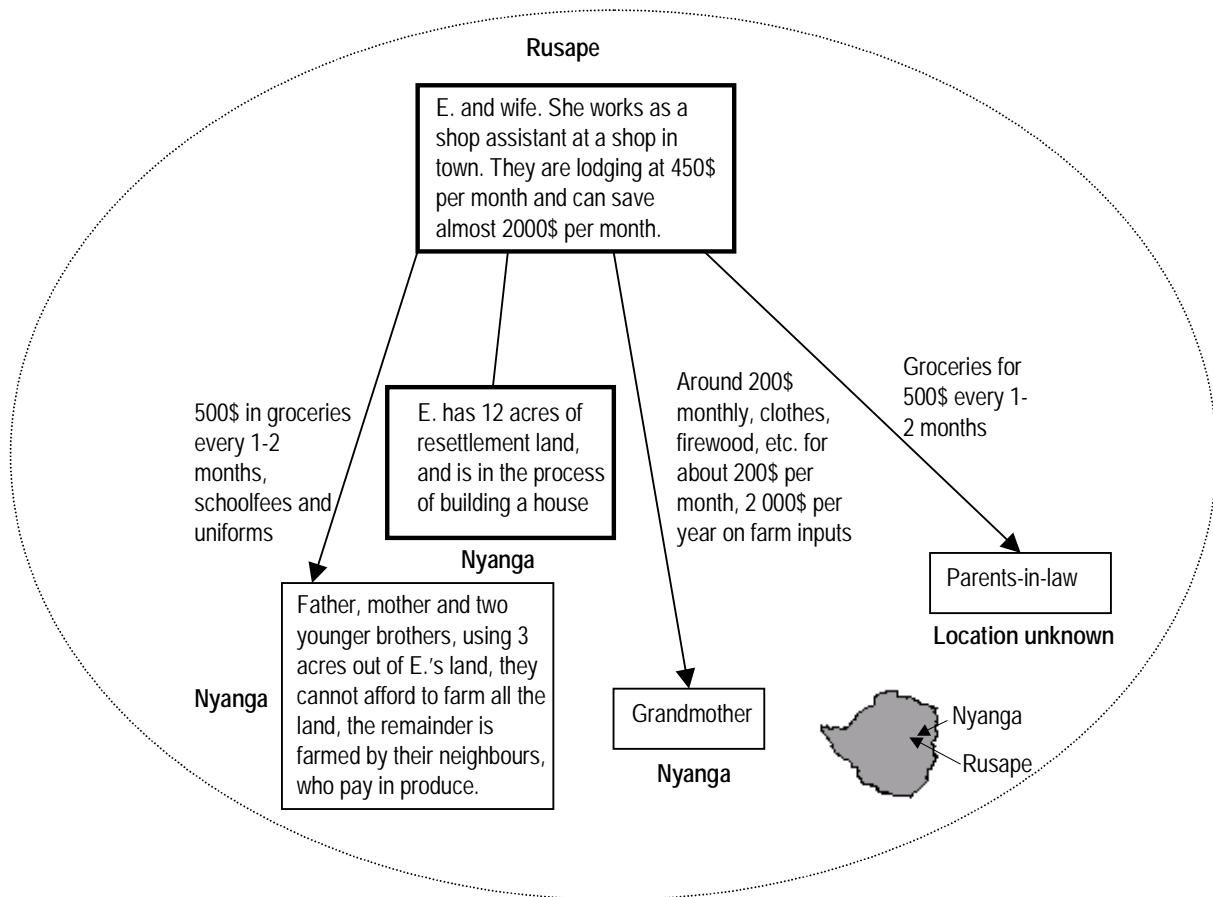 Rusape
E. and wife. She works as a
shop assistant at a shop in
town. They are lodging at 450$
per month and can save
almost 2000$ per month.
500$ in groceries
every 1-2
months,
schoolfees and
uniforms
E. has 12 acres of
resettlement land,
and is in the process
of building a house
Nyanga
Around 200$
monthly, clothes,
firewood, etc. for
about 200$ per
month, 2 000$ per
year on farm inputs
Groceries for
500$ every 1-
2 months
Parents-in-law
Location unknown
Nyanga
Father, mother and two
younger brothers, using 3
acres out of E.'s land, they
cannot afford to farm all the
land, the remainder is
farmed by their neighbours,
who pay in produce.
Grandmother
Nyanga
Nyanga
Rusape